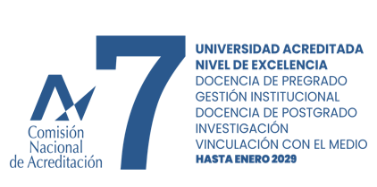 Comisión
Nacional
de Acreditación
7
UNIVERSIDAD ACREDITADA
NIVEL DE EXCELENCIA
DOCENCIA DE PREGRADO
GESTIÓN INSTITUCIONAL
DOCENCIA DE POSTGRADO
INVESTIGACIÓN
VINCULACIÓN CON EL MEDIO
HASTA ENERO 2029